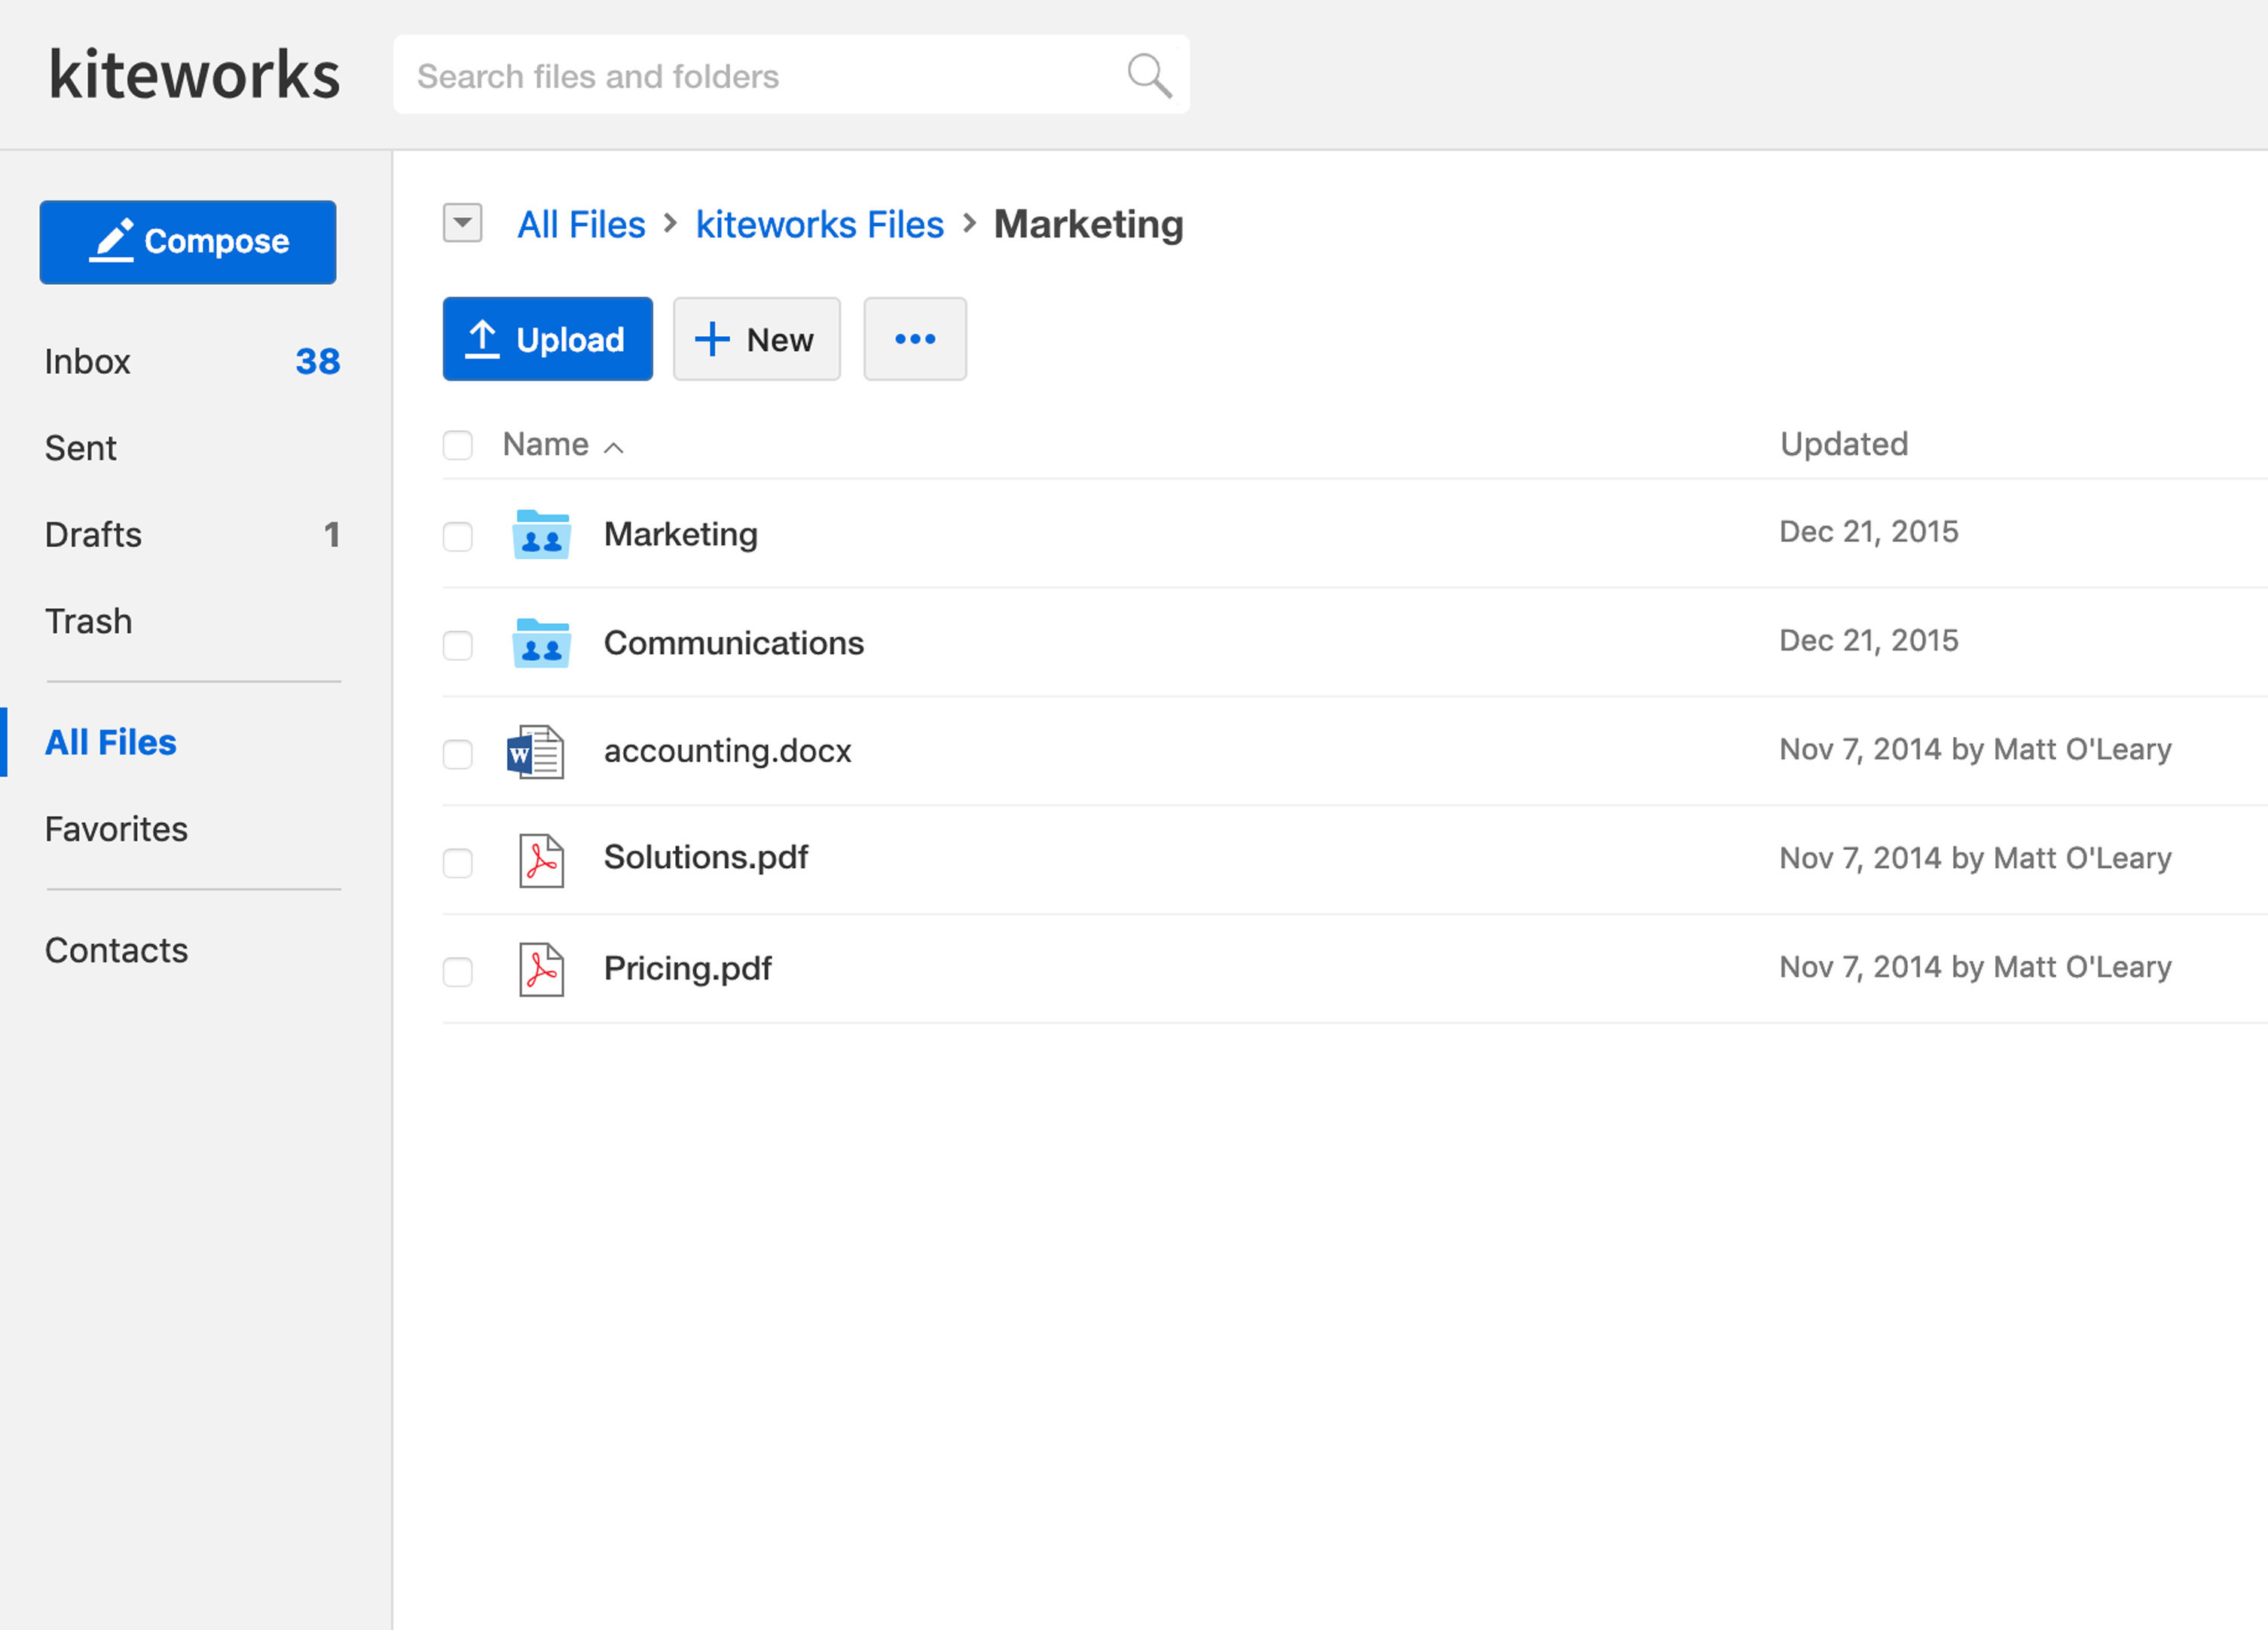 kiteworks
Search files and folders
Compose
Inbox 38
Sent
Drafts 1
Trash
All Files
Favorites
Contacts
All Files > kiteworks Files > Marketing
Upload
New
Name Updated
Marketing Dec 21, 2015
Communications Dec 21, 2015
W accounting.docx Nov 7, 2014 by Matt O'Leary
Solutions.pdf Nov 7, 2014 by Matt O'Leary
Pricing.pdf Nov 7, 2014 by Matt O'Leary